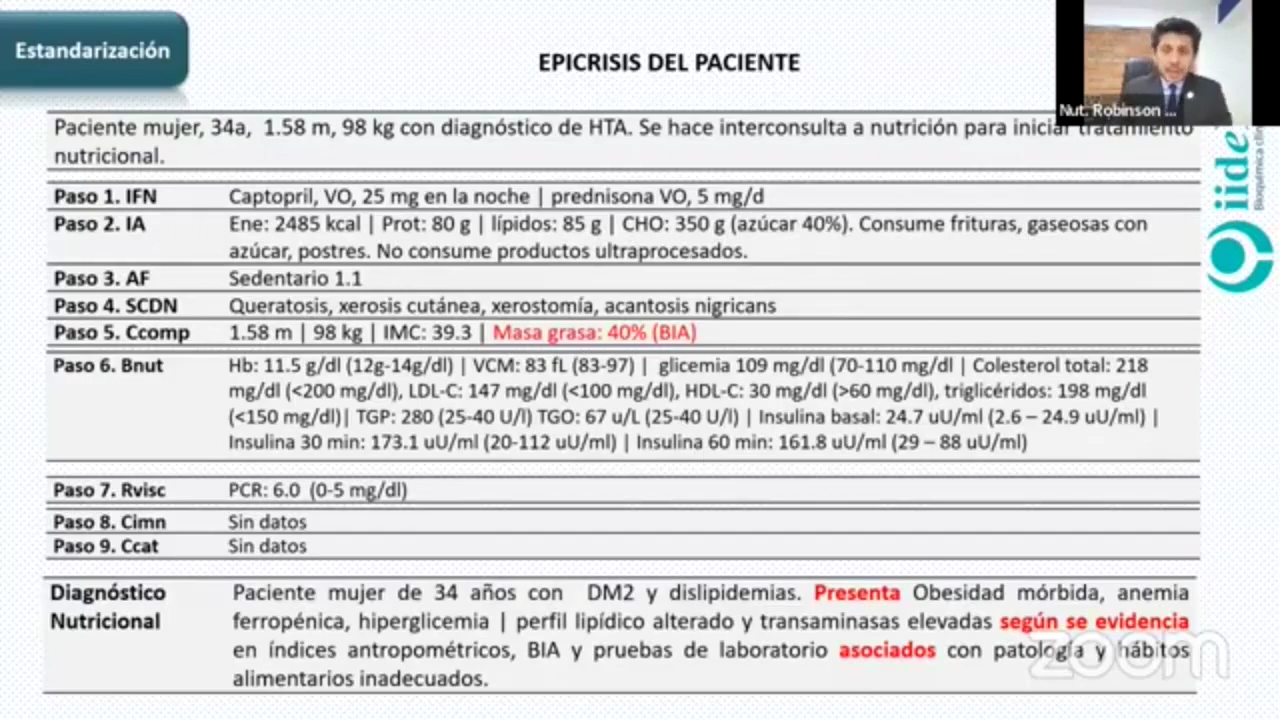 Estandarización
EPICRISIS DEL PACIENTE
Nut. Robinson ...
Paciente mujer, 34a, 1.58 m, 98 kg con diagnóstico de HTA. Se hace interconsulta a nutrición para iniciar tratamiento
nutricional.
Paso 1. IFN Captopril, VO, 25 mg en la noche | prednisona VO, 5 mg/d
Paso 2. IA Ene: 2485 kcal | Prot: 80 g | lípidos: 85 g | CHO: 350 g (azúcar 40%). Consume frituras, gaseosas con
azúcar, postres. No consume productos ultraprocesados.
Paso 3. AF Sedentario 1.1
Paso 4. SCDN Queratosis, xerosis cutánea, xerostomía, acantosis nigricans
Paso 5. Ccomp 1.58 m | 98 kg | IMC: 39.3 | Masa grasa: 40% (BIA)
Paso 6. Bnut Hb: 11.5 g/dl (12g-14g/dl) | VCM: 83 fL (83-97) | glicemia 109 mg/dl (70-110 mg/dl | Colesterol total: 218
mg/dl (<200 mg/dl), LDL-C: 147 mg/dl (<100 mg/dl), HDL-C: 30 mg/dl (>60 mg/dl), triglicéridos: 198 mg/dl
(<150 mg/dl)| TGP: 280 (25-40 U/l) TGO: 67 u/L (25-40 U/l) | Insulina basal: 24.7 uU/ml (2.6 – 24.9 uU/ml) |
Insulina 30 min: 173.1 uU/ml (20-112 uU/ml) | Insulina 60 min: 161.8 uU/ml (29 – 88 uU/ml)
Paso 7. Rvisc PCR: 6.0 (0-5 mg/dl)
Paso 8. Cimn Sin datos
Paso 9. Ccat Sin datos
Diagnóstico Paciente mujer de 34 años con DM2 y dislipidemias. Presenta Obesidad mórbida, anemia
Nutricional ferropénica, hiperglicemia | perfil lipídico alterado y transaminasas elevadas según se evidencia
en índices antropométricos, BIA y pruebas de laboratorio asociados con patología y hábitos
alimentarios inadecuados.
iide
zoom